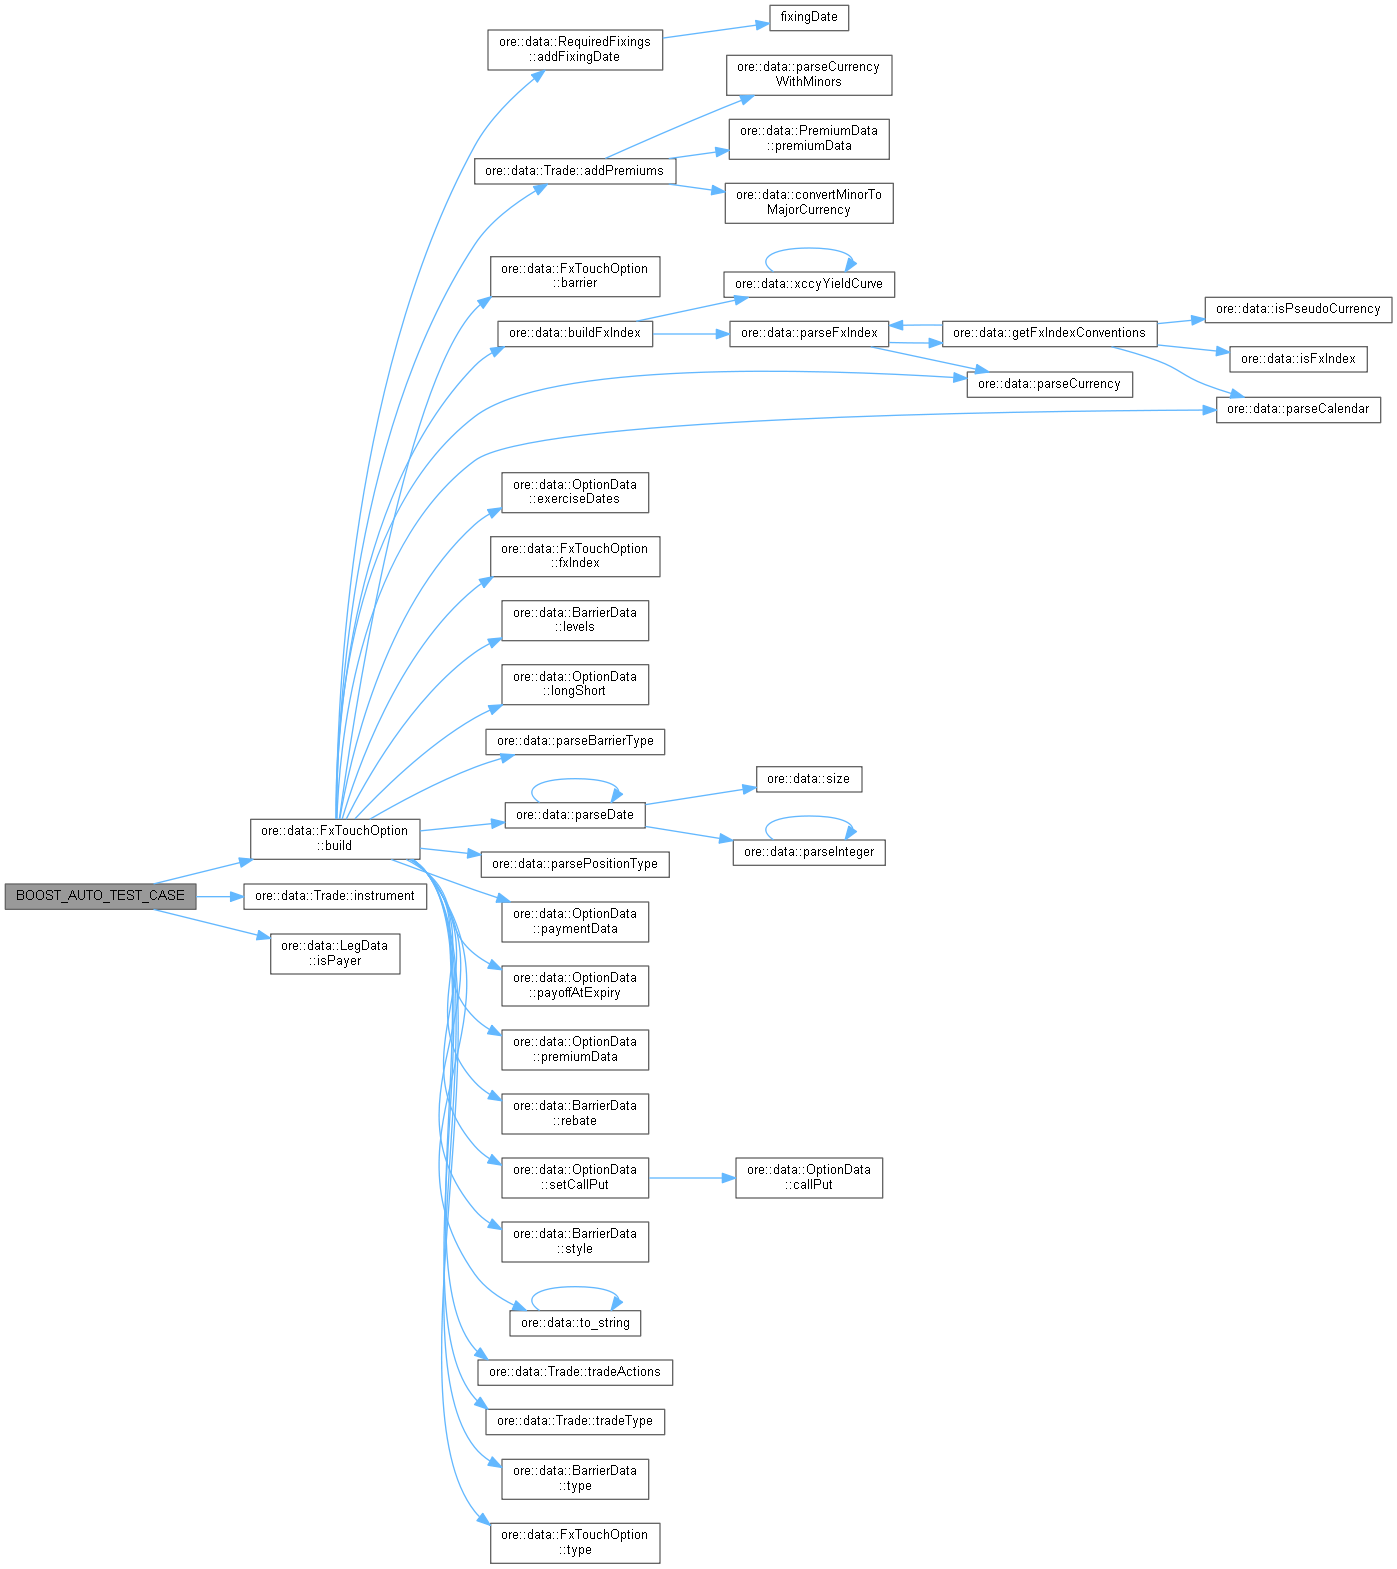 fixingDate
ore::data::RequiredFixings
::addFixingDate
ore::data::parseCurrency
WithMinors
ore::data::PremiumData
::premiumData
ore::data::Trade::addPremiums
ore::data::convertMinorTo
MajorCurrency
ore::data::FxTouchOption
::barrier
ore::data::xccyYieldCurve
ore::data::isPseudoCurrency
ore::data::buildFxIndex
ore::data::parseFxIndex
ore::data::getFxIndexConventions
ore::data::isFxIndex
ore::data::parseCurrency
ore::data::parseCalendar
ore::data::OptionData
::exerciseDates
ore::data::FxTouchOption
::fxIndex
ore::data::BarrierData
::levels
ore::data::OptionData
::longShort
ore::data::parseBarrierType
ore::data::size
ore::data::parseDate
ore::data::FxTouchOption
::build
ore::data::parseInteger
ore::data::parsePositionType
BOOST_AUTO_TEST_CASE
ore::data::Trade::instrument
ore::data::OptionData
::paymentData
ore::data::LegData
::isPayer
ore::data::OptionData
::payoffAtExpiry
ore::data::OptionData
::premiumData
ore::data::BarrierData
::rebate
ore::data::OptionData
::setCallPut
ore::data::OptionData
::callPut
ore::data::BarrierData
::style
ore::data::to_string
ore::data::Trade::tradeActions
ore::data::Trade::tradeType
ore::data::BarrierData
::type
ore::data::FxTouchOption
::type